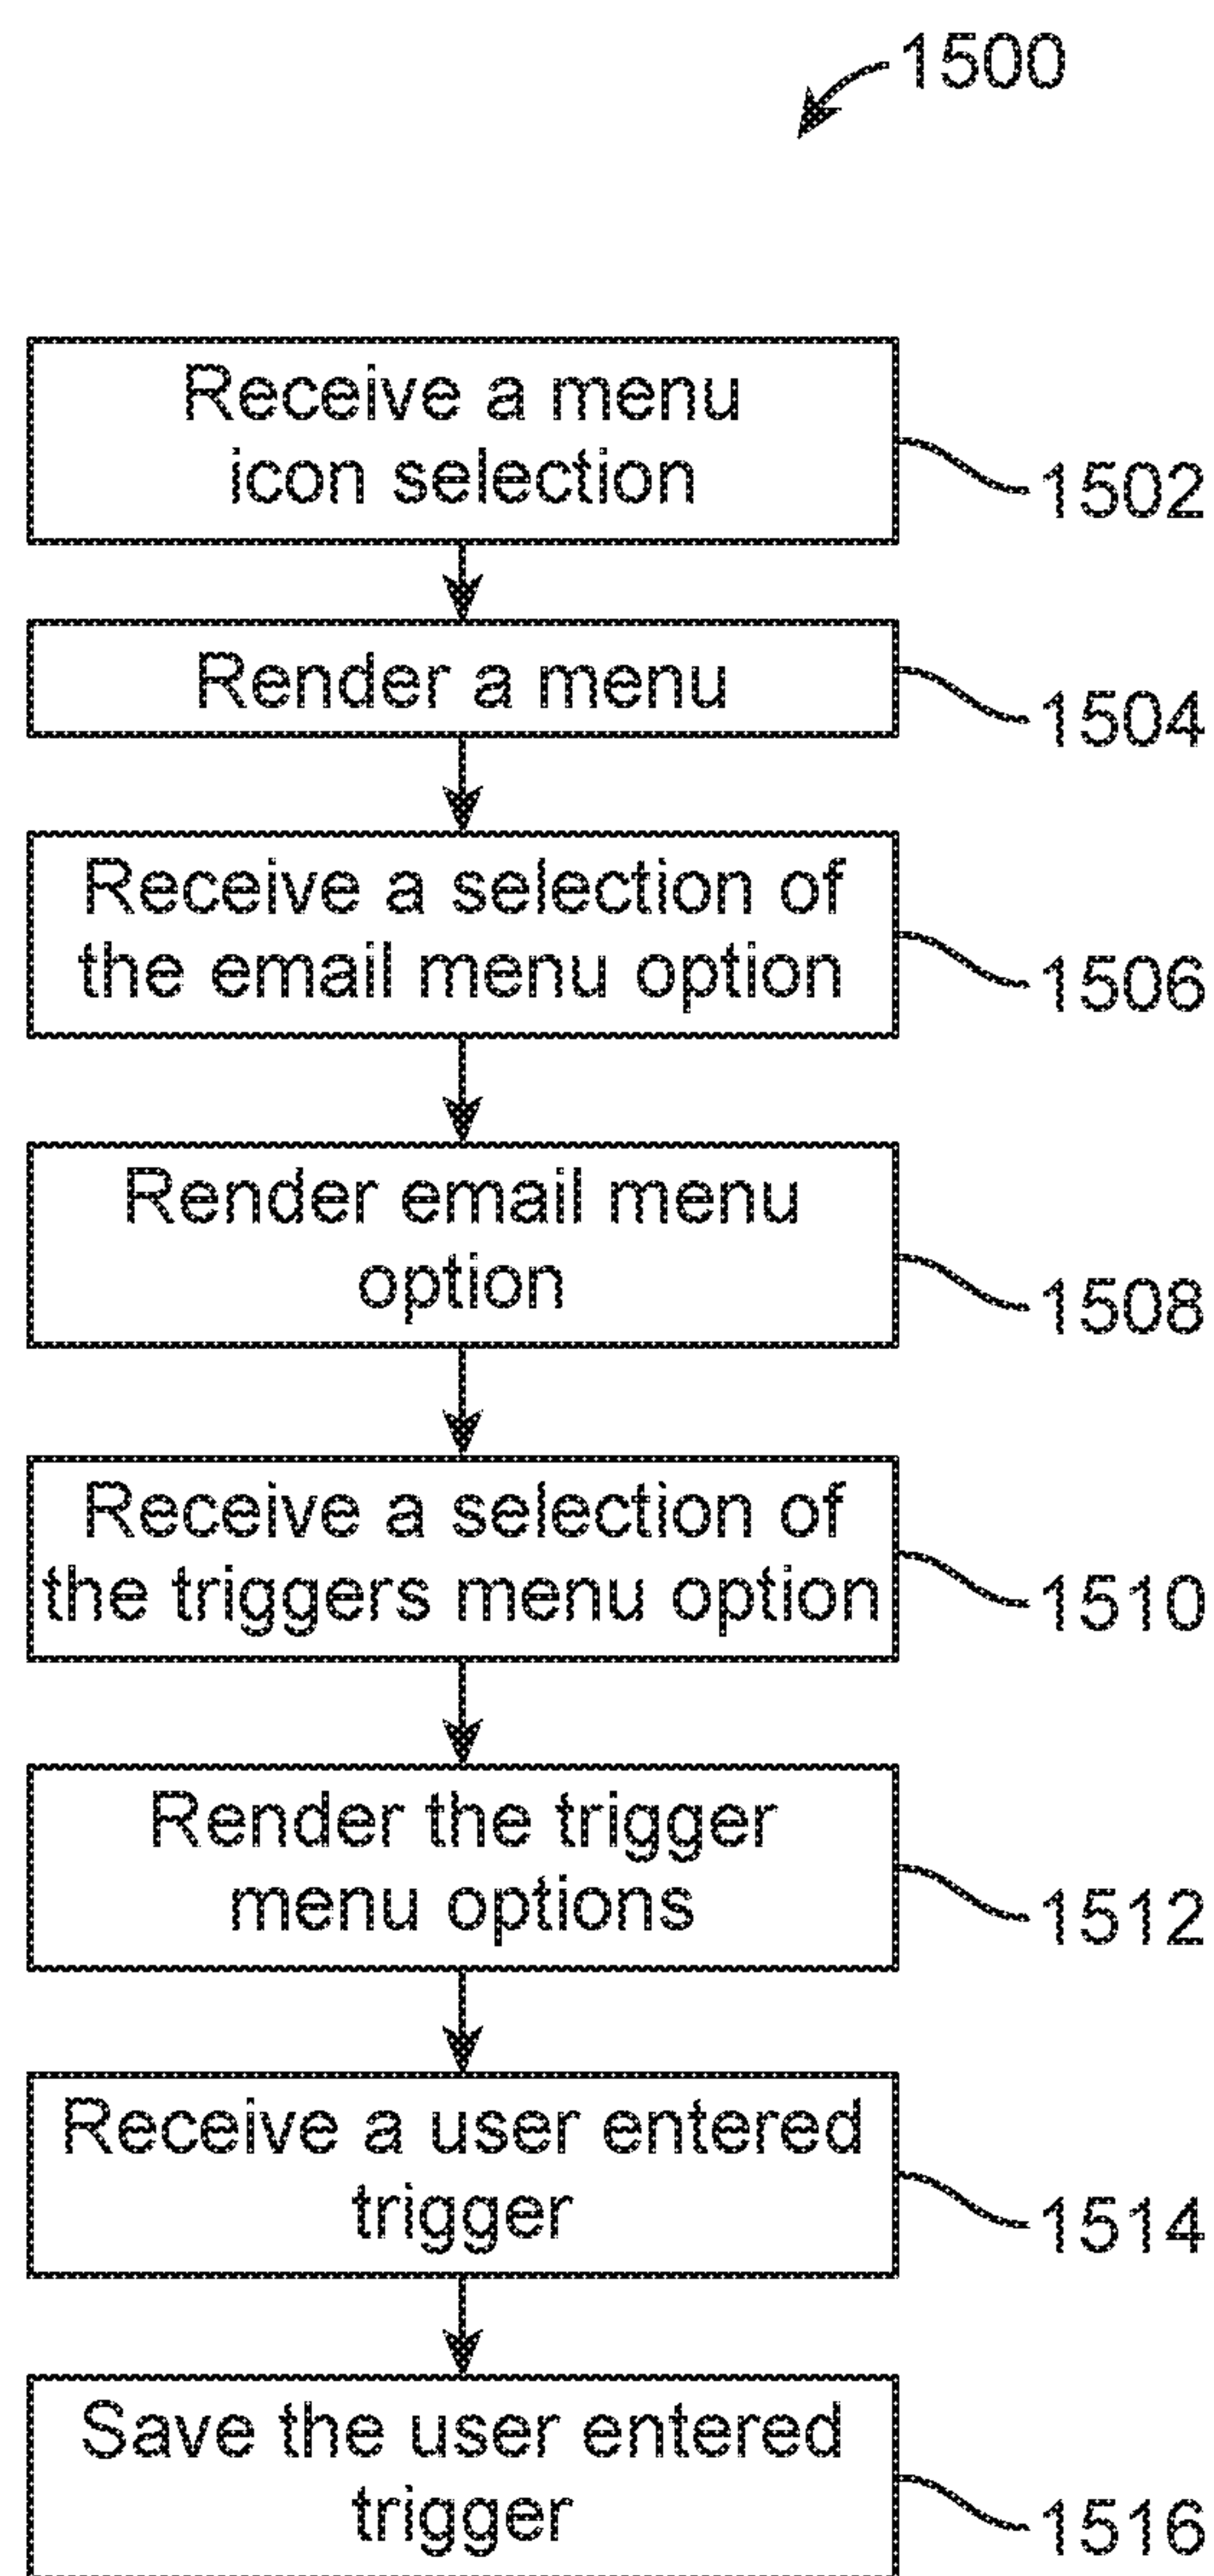 1500
Receive a menu
icon selection
1502
Render a menu
1504
Receive a selection of
the email menu option
1506
Render email menu
option
1508
Receive a selection of
the triggers menu option
1510
Render the trigger
menu options
1512
Receive a user entered
trigger
1514
Save the user entered
trigger
1516